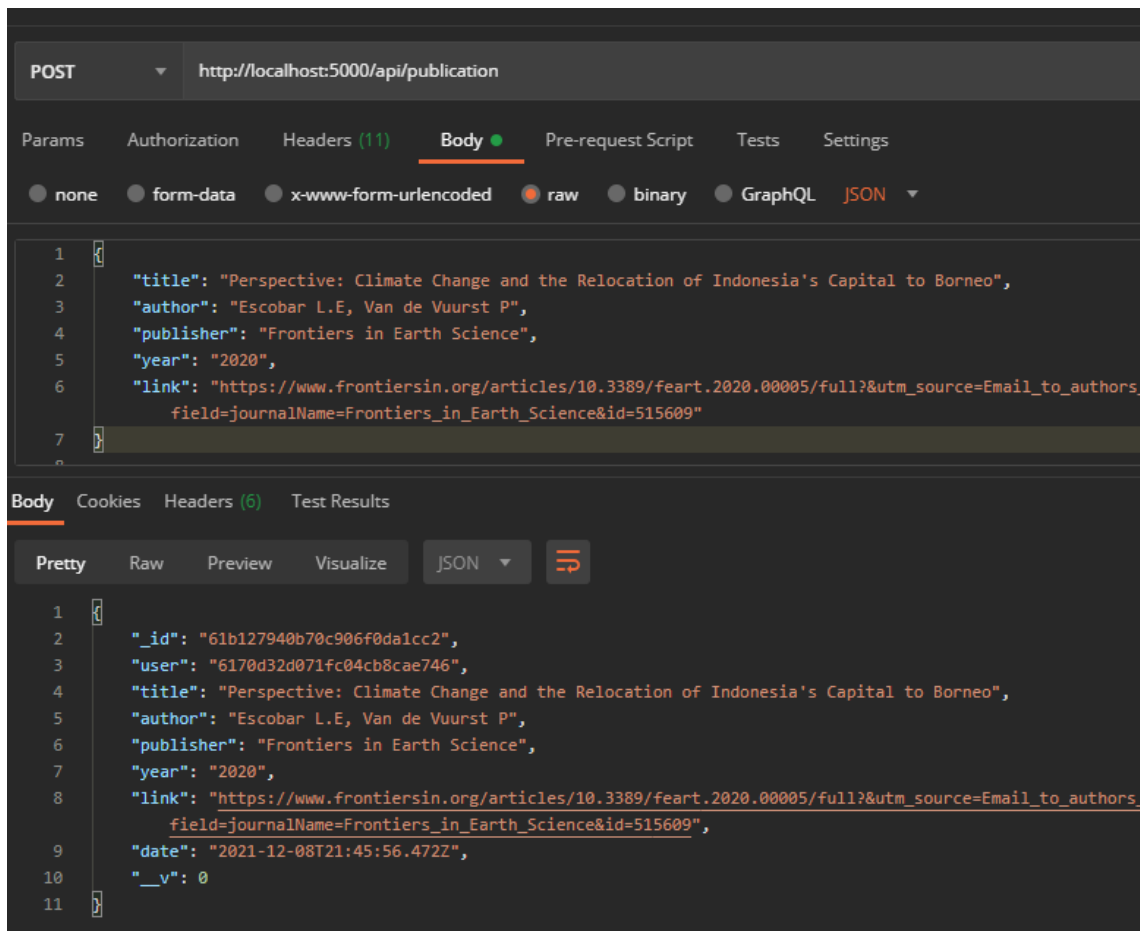 POST http://localhost:5000/api/publication
Params Authorization Headers (11) Body Pre-request Script Tests Settings
none form-data x-www-form-urlencoded raw binary GraphQL JSON
1 {
2 "title": "Perspective: Climate Change and the Relocation of Indonesia's Capital to Borneo",
3 "author": "Escobar L.E, Van de Vuurst P",
4 "publisher": "Frontiers in Earth Science",
5 "year": "2020",
6 "link": "https://www.frontiersin.org/articles/10.3389/feart.2020.00005/full?&utm_source=Email_to_authors_
field=journalName=Frontiers_in_Earth_Science&id=515609"
7 }
Body Cookies Headers (6) Test Results
Pretty Raw Preview Visualize JSON
1 {
2 "_id": "61b127940b70c906f0da1cc2",
3 "user": "6170d32d071fc04cb8cae746",
4 "title": "Perspective: Climate Change and the Relocation of Indonesia's Capital to Borneo",
5 "author": "Escobar L.E, Van de Vuurst P",
6 "publisher": "Frontiers in Earth Science",
7 "year": "2020",
8 "link": "https://www.frontiersin.org/articles/10.3389/feart.2020.00005/full?&utm_source=Email_to_authors_
field=journalName=Frontiers_in_Earth_Science&id=515609",
9 "date": "2021-12-08T21:45:56.472Z",
10 "__v": 0
11 }